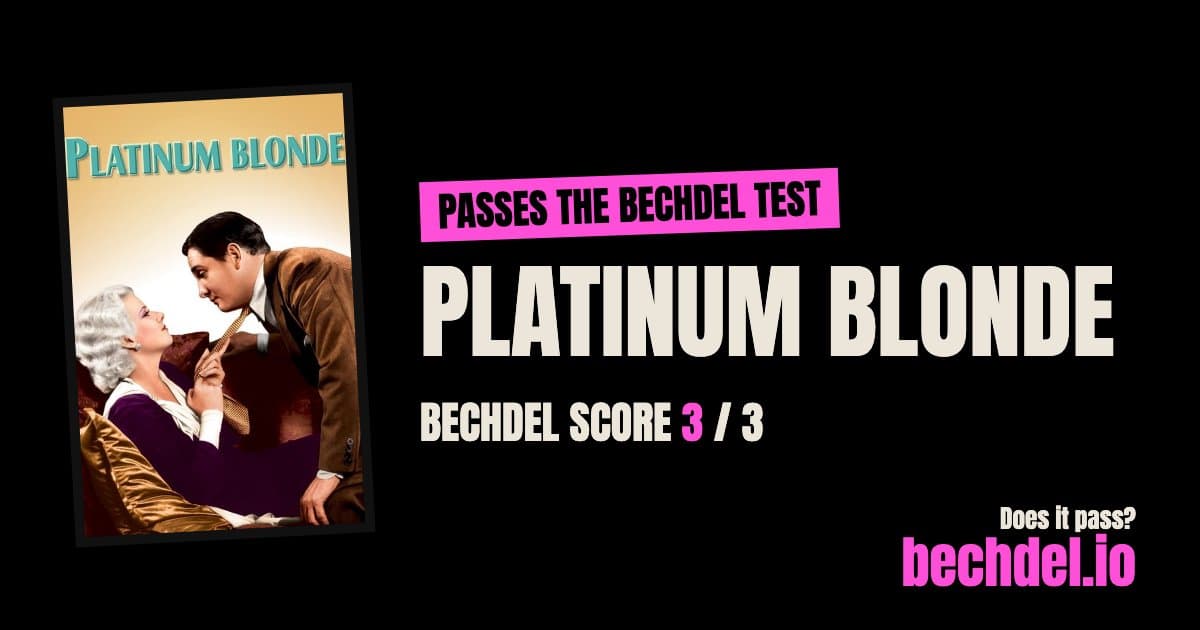 PLATINUM BLONDE
PASSES THE BECHDEL TEST
PLATINUM BLONDE
BECHDEL SCORE 3 / 3
Does it pass?
bechdel.io